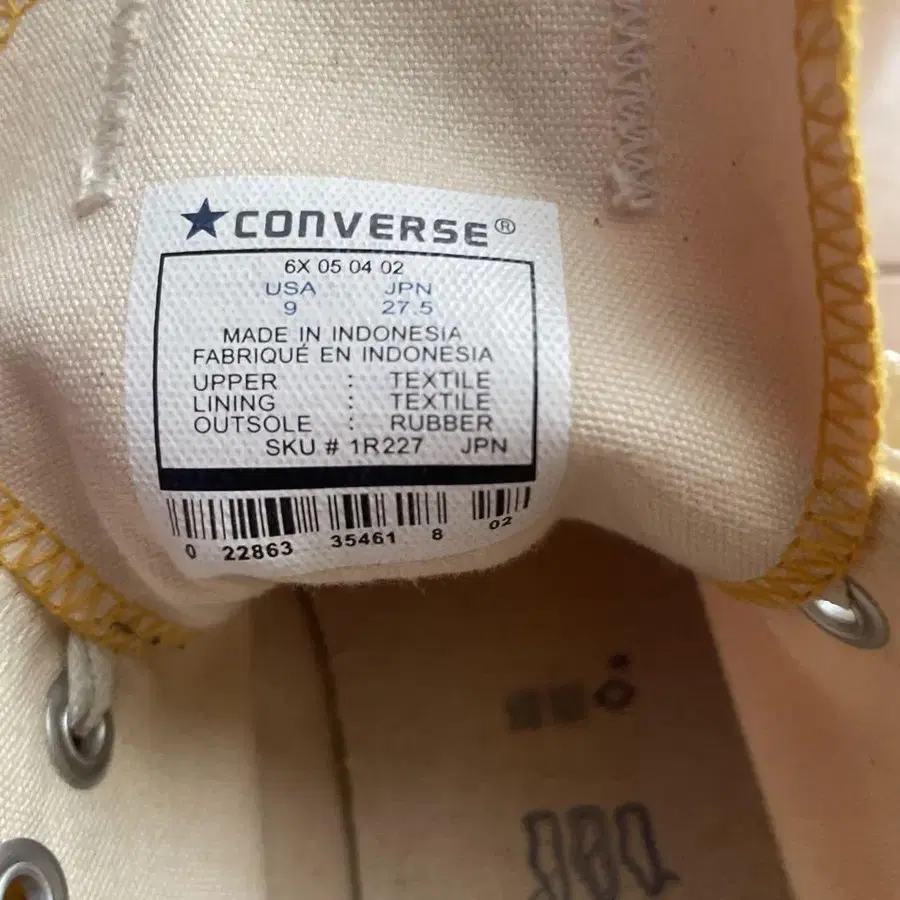 ★CONVERSE®
6X 05 04 02
USA JPN
9 27.5
MADE IN INDONESIA
FABRIQUÉ EN INDONESIA
UPPER : TEXTILE
LINING : TEXTILE
OUTSOLE : RUBBER
SKU # 1R227 JPN
0 22863 35461 8 02